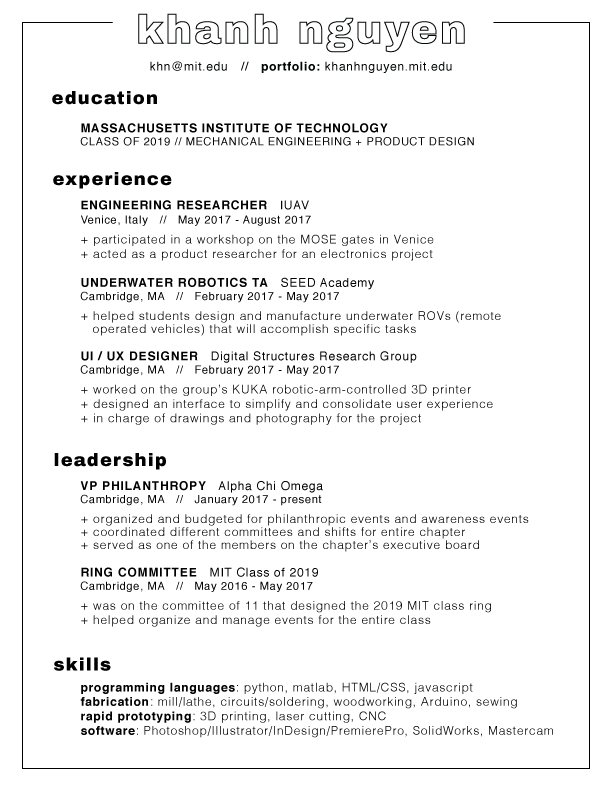 khanh nguyen
khn@mit.edu // portfolio: khanhnguyen.mit.edu
education
MASSACHUSETTS INSTITUTE OF TECHNOLOGY
CLASS OF 2019 // MECHANICAL ENGINEERING + PRODUCT DESIGN
experience
ENGINEERING RESEARCHER IUAV
Venice, Italy // May 2017 - August 2017
+ participated in a workshop on the MOSE gates in Venice
+ acted as a product researcher for an electronics project
UNDERWATER ROBOTICS TA SEED Academy
Cambridge, MA // February 2017 - May 2017
+ helped students design and manufacture underwater ROVs (remote
operated vehicles) that will accomplish specific tasks
UI / UX DESIGNER Digital Structures Research Group
Cambridge, MA // February 2017 - May 2017
+ worked on the group's KUKA robotic-arm-controlled 3D printer
+ designed an interface to simplify and consolidate user experience
+ in charge of drawings and photography for the project
leadership
VP PHILANTHROPY Alpha Chi Omega
Cambridge, MA // January 2017 - present
+ organized and budgeted for philanthropic events and awareness events
+ coordinated different committees and shifts for entire chapter
+ served as one of the members on the chapter's executive board
RING COMMITTEE MIT Class of 2019
Cambridge, MA // May 2016 - May 2017
+ was on the committee of 11 that designed the 2019 MIT class ring
+ helped organize and manage events for the entire class
skills
programming languages: python, matlab, HTML/CSS, javascript
fabrication: mill/lathe, circuits/soldering, woodworking, Arduino, sewing
rapid prototyping: 3D printing, laser cutting, CNC
software: Photoshop/Illustrator/InDesign/PremierePro, SolidWorks, Mastercam